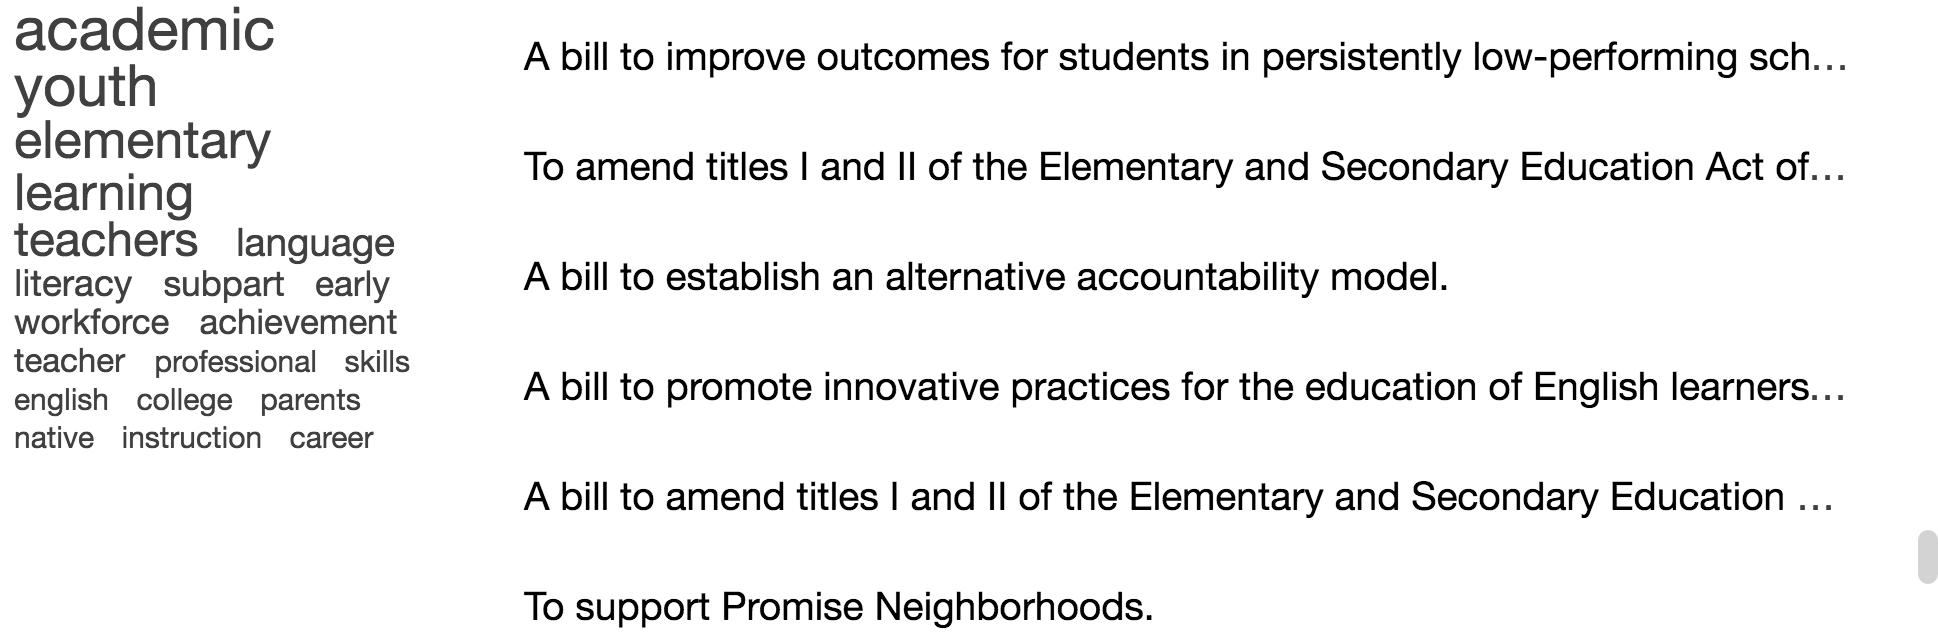 academic
youth
elementary
learning
teachers language
literacy subpart early
workforce achievement
teacher professional skills
english college parents
native instruction career
A bill to improve outcomes for students in persistently low-performing sch...
To amend titles I and II of the Elementary and Secondary Education Act of...
A bill to establish an alternative accountability model.
A bill to promote innovative practices for the education of English learners...
A bill to amend titles I and II of the Elementary and Secondary Education ...
To support Promise Neighborhoods.